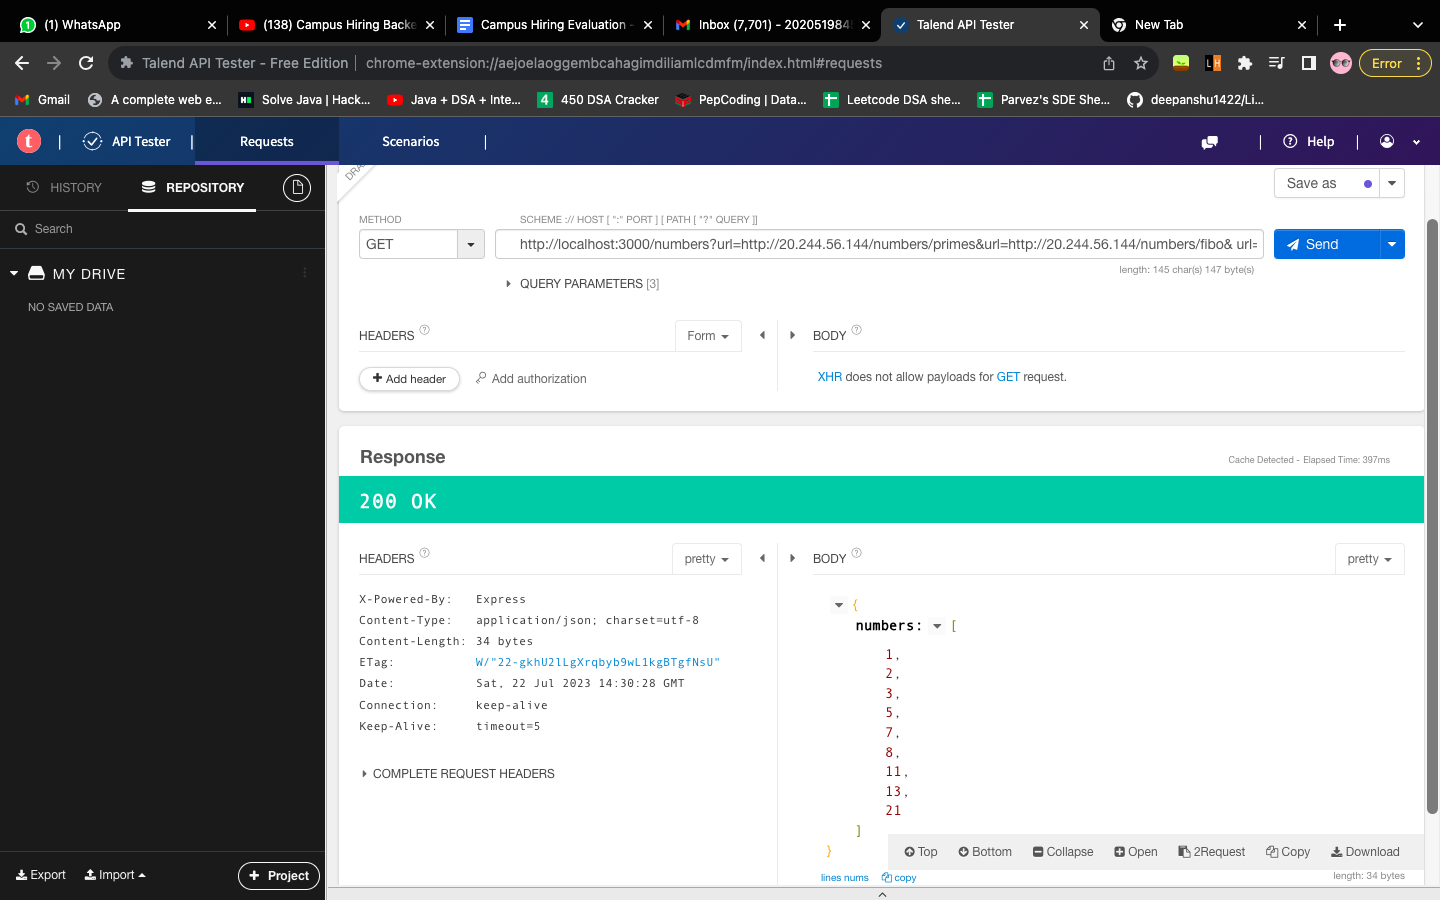 (1) WhatsApp
(138) Campus Hiring Backe
Campus Hiring Evaluation -
Inbox (7,701) - 2020519845
Talend API Tester
New Tab
Talend API Tester - Free Edition | chrome-extension://aejoelaoggembcahagimdiliamlcdmfm/index.html#requests
Error
Gmail
A complete web e...
Solve Java | Hack...
Java + DSA + Inte...
450 DSA Cracker
PepCoding | Data...
Leetcode DSA she...
Parvez's SDE She...
deepanshu1422/Li...
t | API Tester | Requests
Scenarios |
| Help |
HISTORY
REPOSITORY
Search
MY DRIVE
NO SAVED DATA
Save as
METHOD
SCHEME :// HOST [ ":" PORT ] [ PATH [ "?" QUERY ]]
GET
http://localhost:3000/numbers?url=http://20.244.56.144/numbers/primes&url=http://20.244.56.144/numbers/fibo& url=
Send
length: 145 char(s) 147 byte(s)
QUERY PARAMETERS [3]
HEADERS ?
Form
BODY ?
+ Add header
Add authorization
XHR does not allow payloads for GET request.
Response
Cache Detected - Elapsed Time: 397ms
200 OK
HEADERS ?
pretty
BODY ?
pretty
X-Powered-By: Express
Content-Type: application/json; charset=utf-8
Content-Length: 34 bytes
ETag: W/"22-gkhU2lLgXrqbyb9wL1kgBTgfNsU"
Date: Sat, 22 Jul 2023 14:30:28 GMT
Connection: keep-alive
Keep-Alive: timeout=5
COMPLETE REQUEST HEADERS
{
numbers: [
1,
2,
3,
5,
7,
8,
11,
13,
21
]
}
Top
Bottom
Collapse
Open
2Request
Copy
Download
lines nums
copy
length: 34 bytes
Export
Import
+ Project